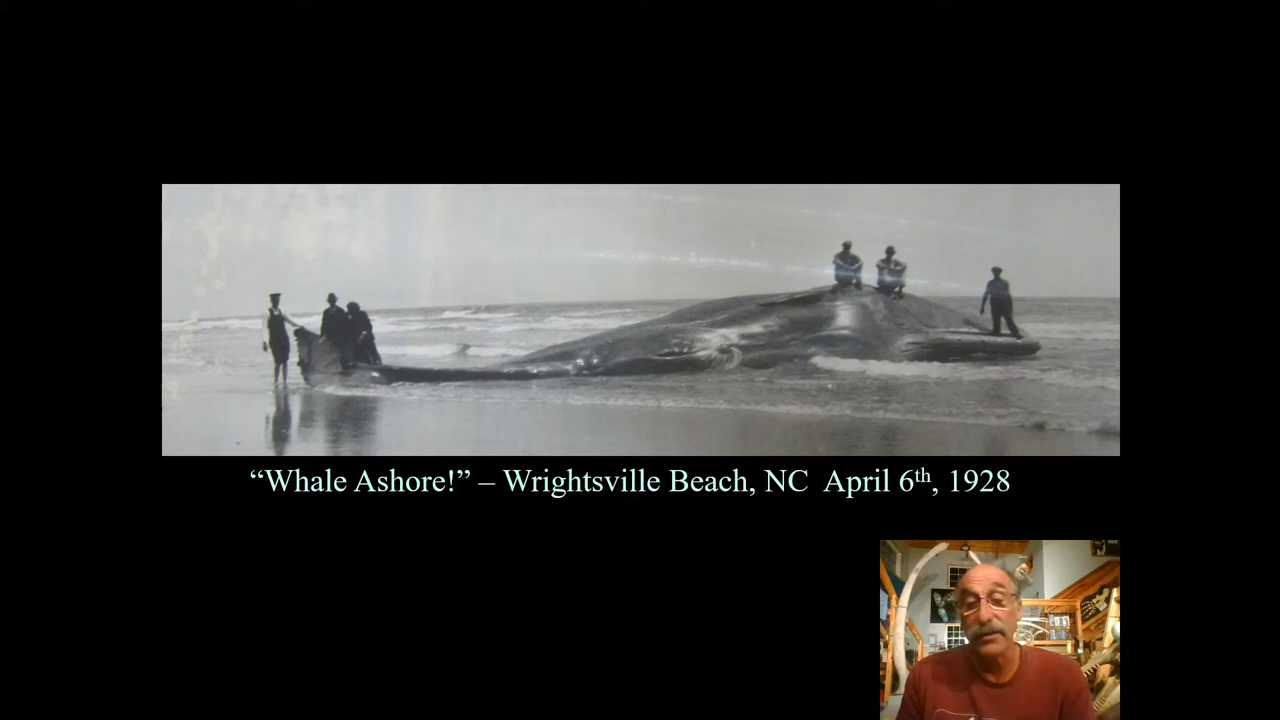 “Whale Ashore!” – Wrightsville Beach, NC  April 6th, 1928